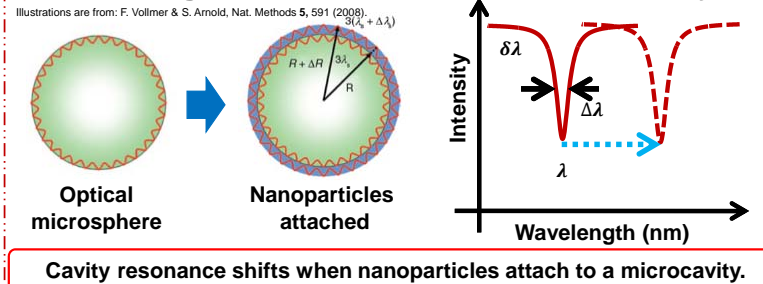 Illustrations are from: F. Vollmer & S. Arnold, Nat. Methods 5, 591 (2008).
3(λ'ₛ + Δλₛ)
R + ΔR
3λₛ
R
Optical
microsphere
Nanoparticles
attached
Intensity
δλ
Δλ
λ
Wavelength (nm)
Cavity resonance shifts when nanoparticles attach to a microcavity.